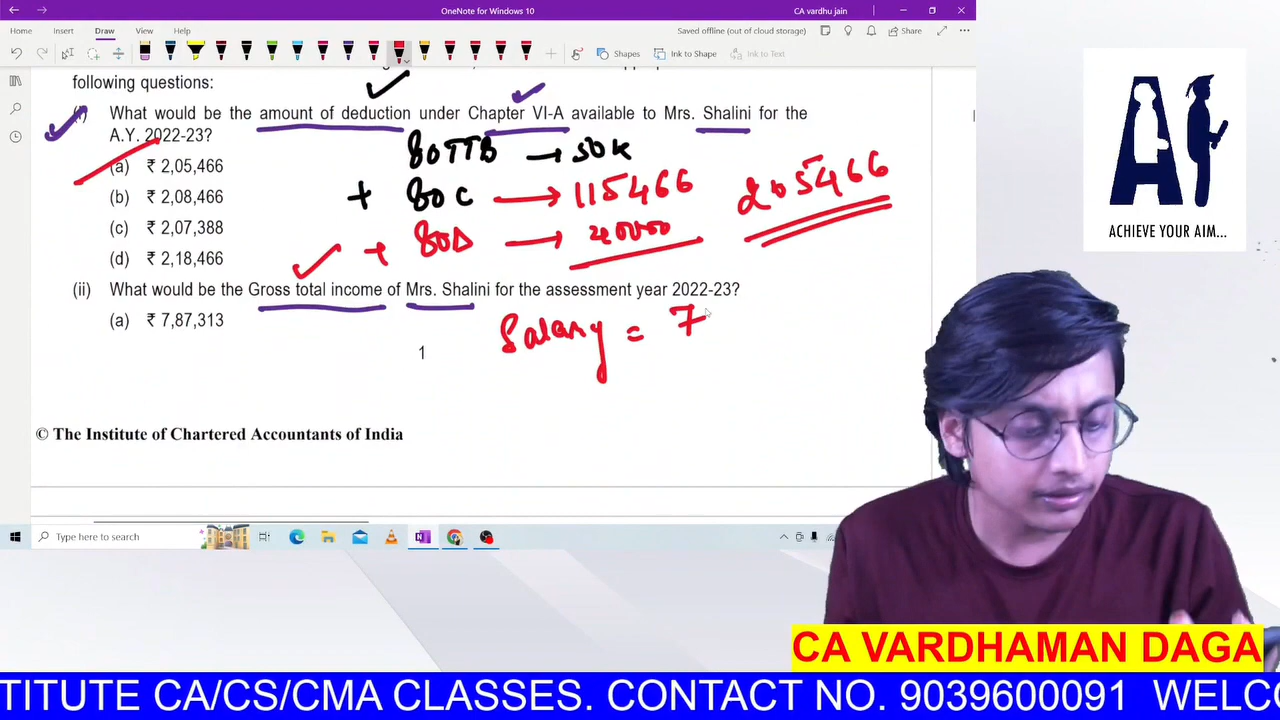 OneNote for Windows 10
CA vardhu jain
Home Insert Draw View Help
Saved offline (out of cloud storage)
Share
Shapes
Ink to Shape
Ink to Text
following questions:
What would be the amount of deduction under Chapter VI-A available to Mrs. Shalini for the
A.Y. 2022-23?
80TTB → 50K
(a) ₹ 2,05,466
+ 80C → 115466
205466
(b) ₹ 2,08,466
(c) ₹ 2,07,388
+ 80D → 40000
(d) ₹ 2,18,466
(ii) What would be the Gross total income of Mrs. Shalini for the assessment year 2022-23?
(a) ₹ 7,87,313
Salary = 7
1
© The Institute of Chartered Accountants of India
Type here to search
AI
ACHIEVE YOUR AIM...
CA VARDHAMAN DAGA
TITUTE CA/CS/CMA CLASSES. CONTACT NO. 9039600091 WELC